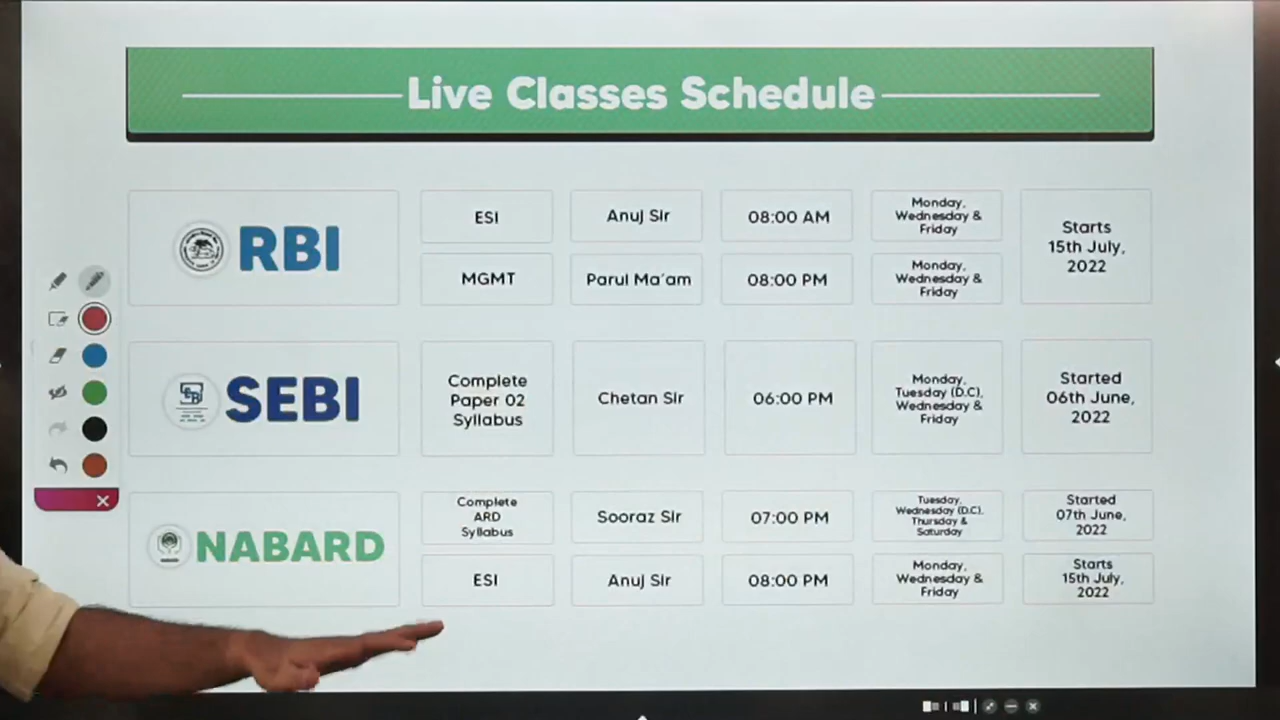 Live Classes Schedule
RBI
ESI
Anuj Sir
08:00 AM
Monday,
Wednesday &
Friday
Starts
15th July,
2022
MGMT
Parul Ma'am
08:00 PM
Monday,
Wednesday &
Friday
SEBI
Complete
Paper 02
Syllabus
Chetan Sir
06:00 PM
Monday,
Tuesday (D.C),
Wednesday &
Friday
Started
06th June,
2022
NABARD
Complete
ARD
Syllabus
Sooraz Sir
07:00 PM
Tuesday,
Wednesday (D.C),
Thursday &
Saturday
Started
07th June,
2022
ESI
Anuj Sir
08:00 PM
Monday,
Wednesday &
Friday
Starts
15th July,
2022